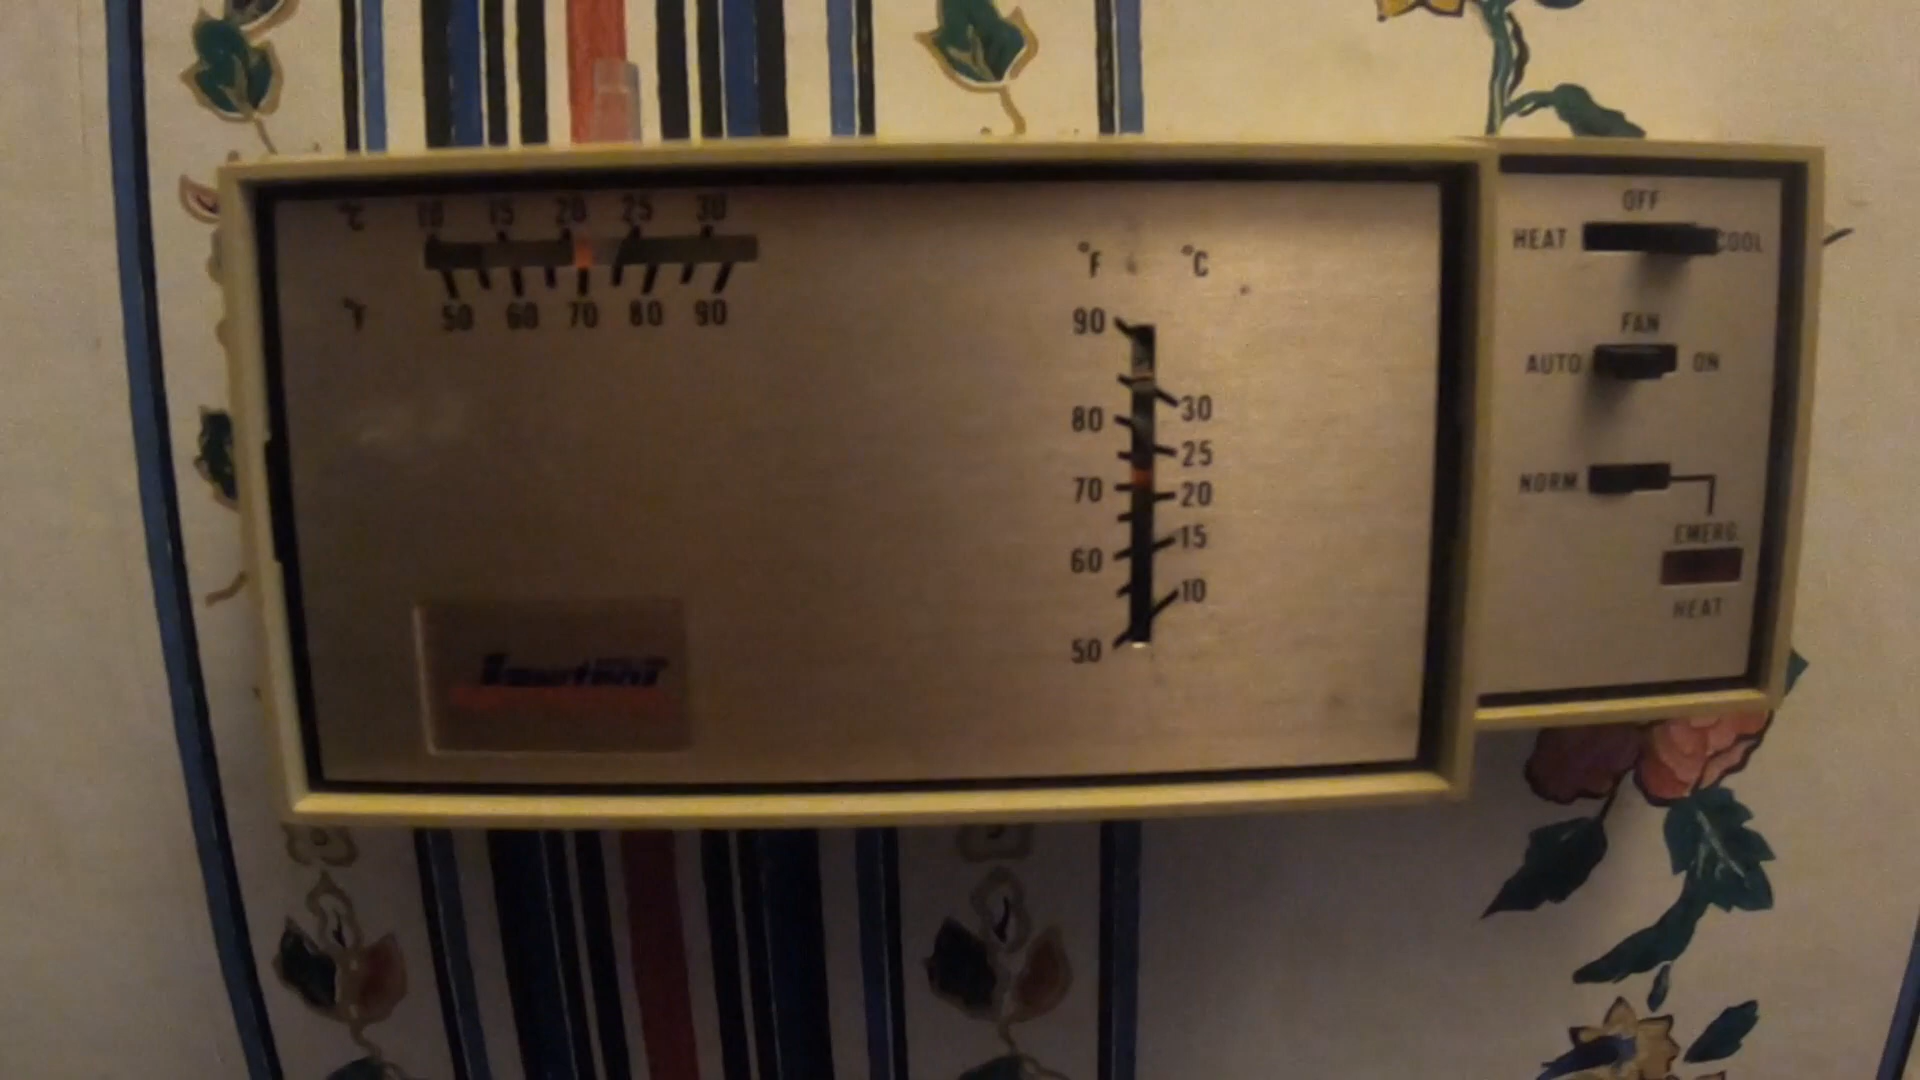 °C 10 15 20 25 30
°F 50 60 70 80 90
°F °C
90
30
80
25
70
20
60
15
10
50
OFF
HEAT COOL
FAN
AUTO ON
NORM
EMERG.
HEAT